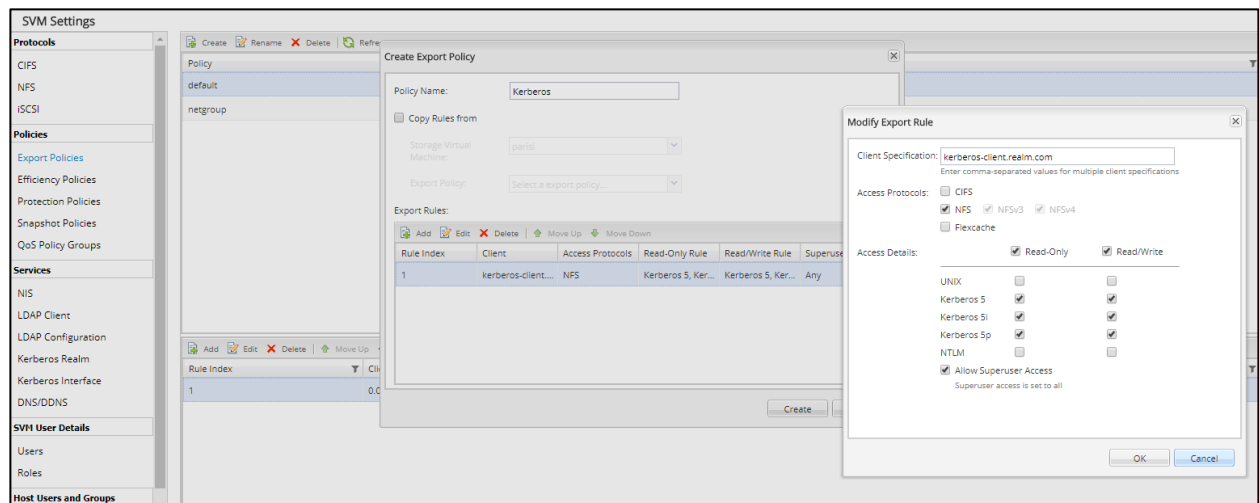 SVM Settings
Protocols
CIFS
NFS
iSCSI
Policies
Export Policies
Efficiency Policies
Protection Policies
Snapshot Policies
QoS Policy Groups
Services
NIS
LDAP Client
LDAP Configuration
Kerberos Realm
Kerberos Interface
DNS/DDNS
SVM User Details
Users
Roles
Host Users and Groups
Create Rename Delete Refre
Policy
default
netgroup
Add Edit Delete Move Up
Rule Index Cli
1 0.0
Create Export Policy
Policy Name: Kerberos
Copy Rules from
Storage Virtual Machine: parisi
Export Policy: Select a export policy...
Export Rules:
Add Edit Delete Move Up Move Down
Rule Index Client Access Protocols Read-Only Rule Read/Write Rule Superuse
1 kerberos-client.... NFS Kerberos 5, Ker... Kerberos 5, Ker... Any
Create
Modify Export Rule
Client Specification: kerberos-client.realm.com
Enter comma-separated values for multiple client specifications
Access Protocols: CIFS
NFS NFSv3 NFSv4
Flexcache
Access Details: Read-Only Read/Write
UNIX
Kerberos 5
Kerberos 5i
Kerberos 5p
NTLM
Allow Superuser Access
Superuser access is set to all
OK Cancel